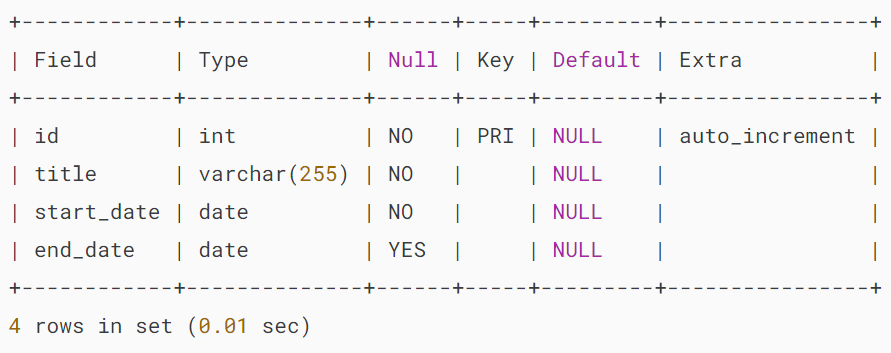 +------------+--------------+------+-----+---------+----------------+
| Field      | Type         | Null | Key | Default | Extra          |
+------------+--------------+------+-----+---------+----------------+
| id         | int          | NO   | PRI | NULL    | auto_increment |
| title      | varchar(255) | NO   |     | NULL    |                |
| start_date | date         | NO   |     | NULL    |                |
| end_date   | date         | YES  |     | NULL    |                |
+------------+--------------+------+-----+---------+----------------+
4 rows in set (0.01 sec)